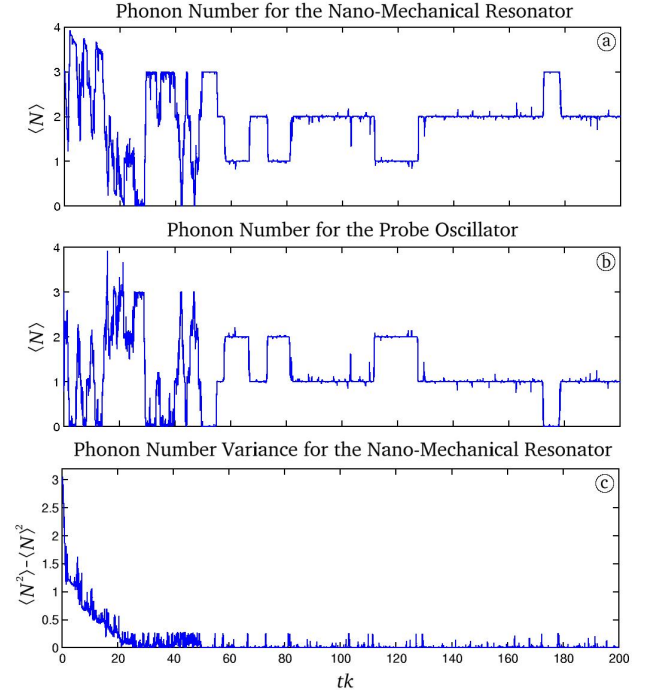 Phonon Number for the Nano-Mechanical Resonator
4
3
2
1
0
⟨N⟩
ⓐ
Phonon Number for the Probe Oscillator
4
3
2
1
0
⟨N⟩
ⓑ
Phonon Number Variance for the Nano-Mechanical Resonator
3
2.5
2
1.5
1
0.5
0
⟨N²⟩-⟨N⟩²
ⓒ
0 20 40 60 80 100 120 140 160 180 200
tk